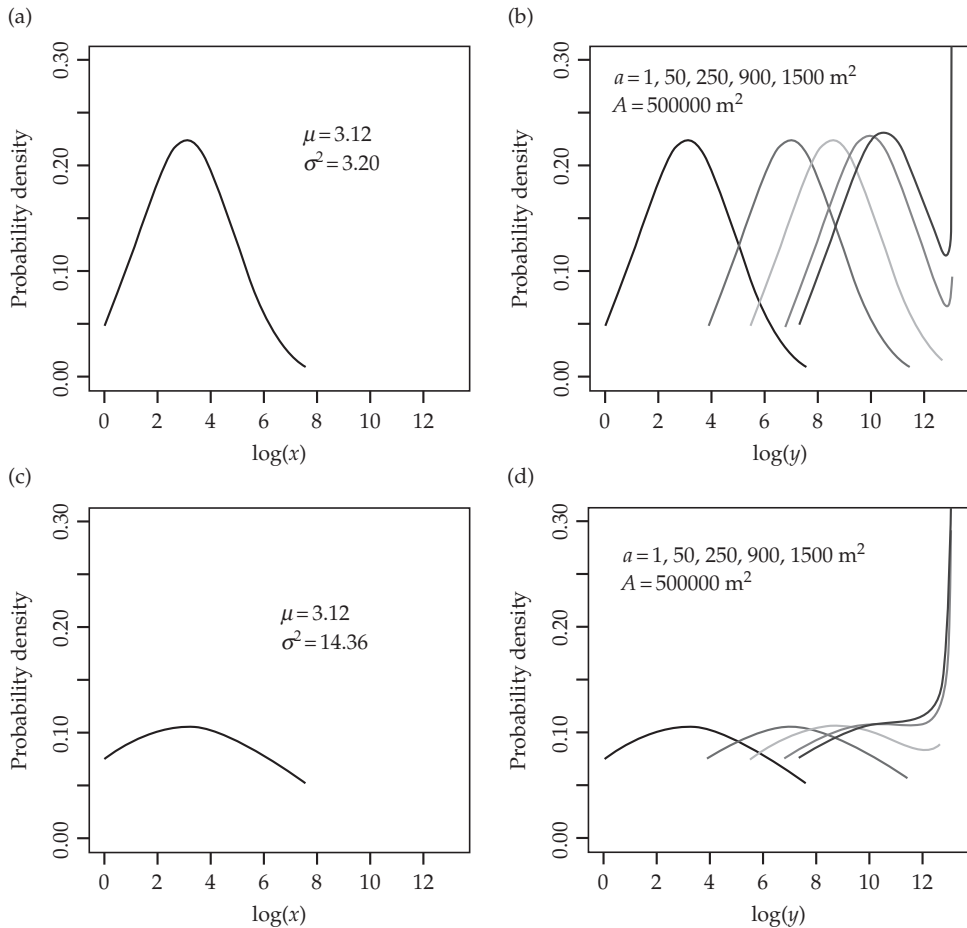 (a)
0.30
0.20
0.10
0.00
Probability density
μ = 3.12
σ² = 3.20
0 2 4 6 8 10 12
log(x)
(b)
0.30
0.20
0.10
0.00
Probability density
a = 1, 50, 250, 900, 1500 m²
A = 500000 m²
0 2 4 6 8 10 12
log(y)
(c)
0.30
0.20
0.10
0.00
Probability density
μ = 3.12
σ² = 14.36
0 2 4 6 8 10 12
log(x)
(d)
0.30
0.20
0.10
0.00
Probability density
a = 1, 50, 250, 900, 1500 m²
A = 500000 m²
0 2 4 6 8 10 12
log(y)